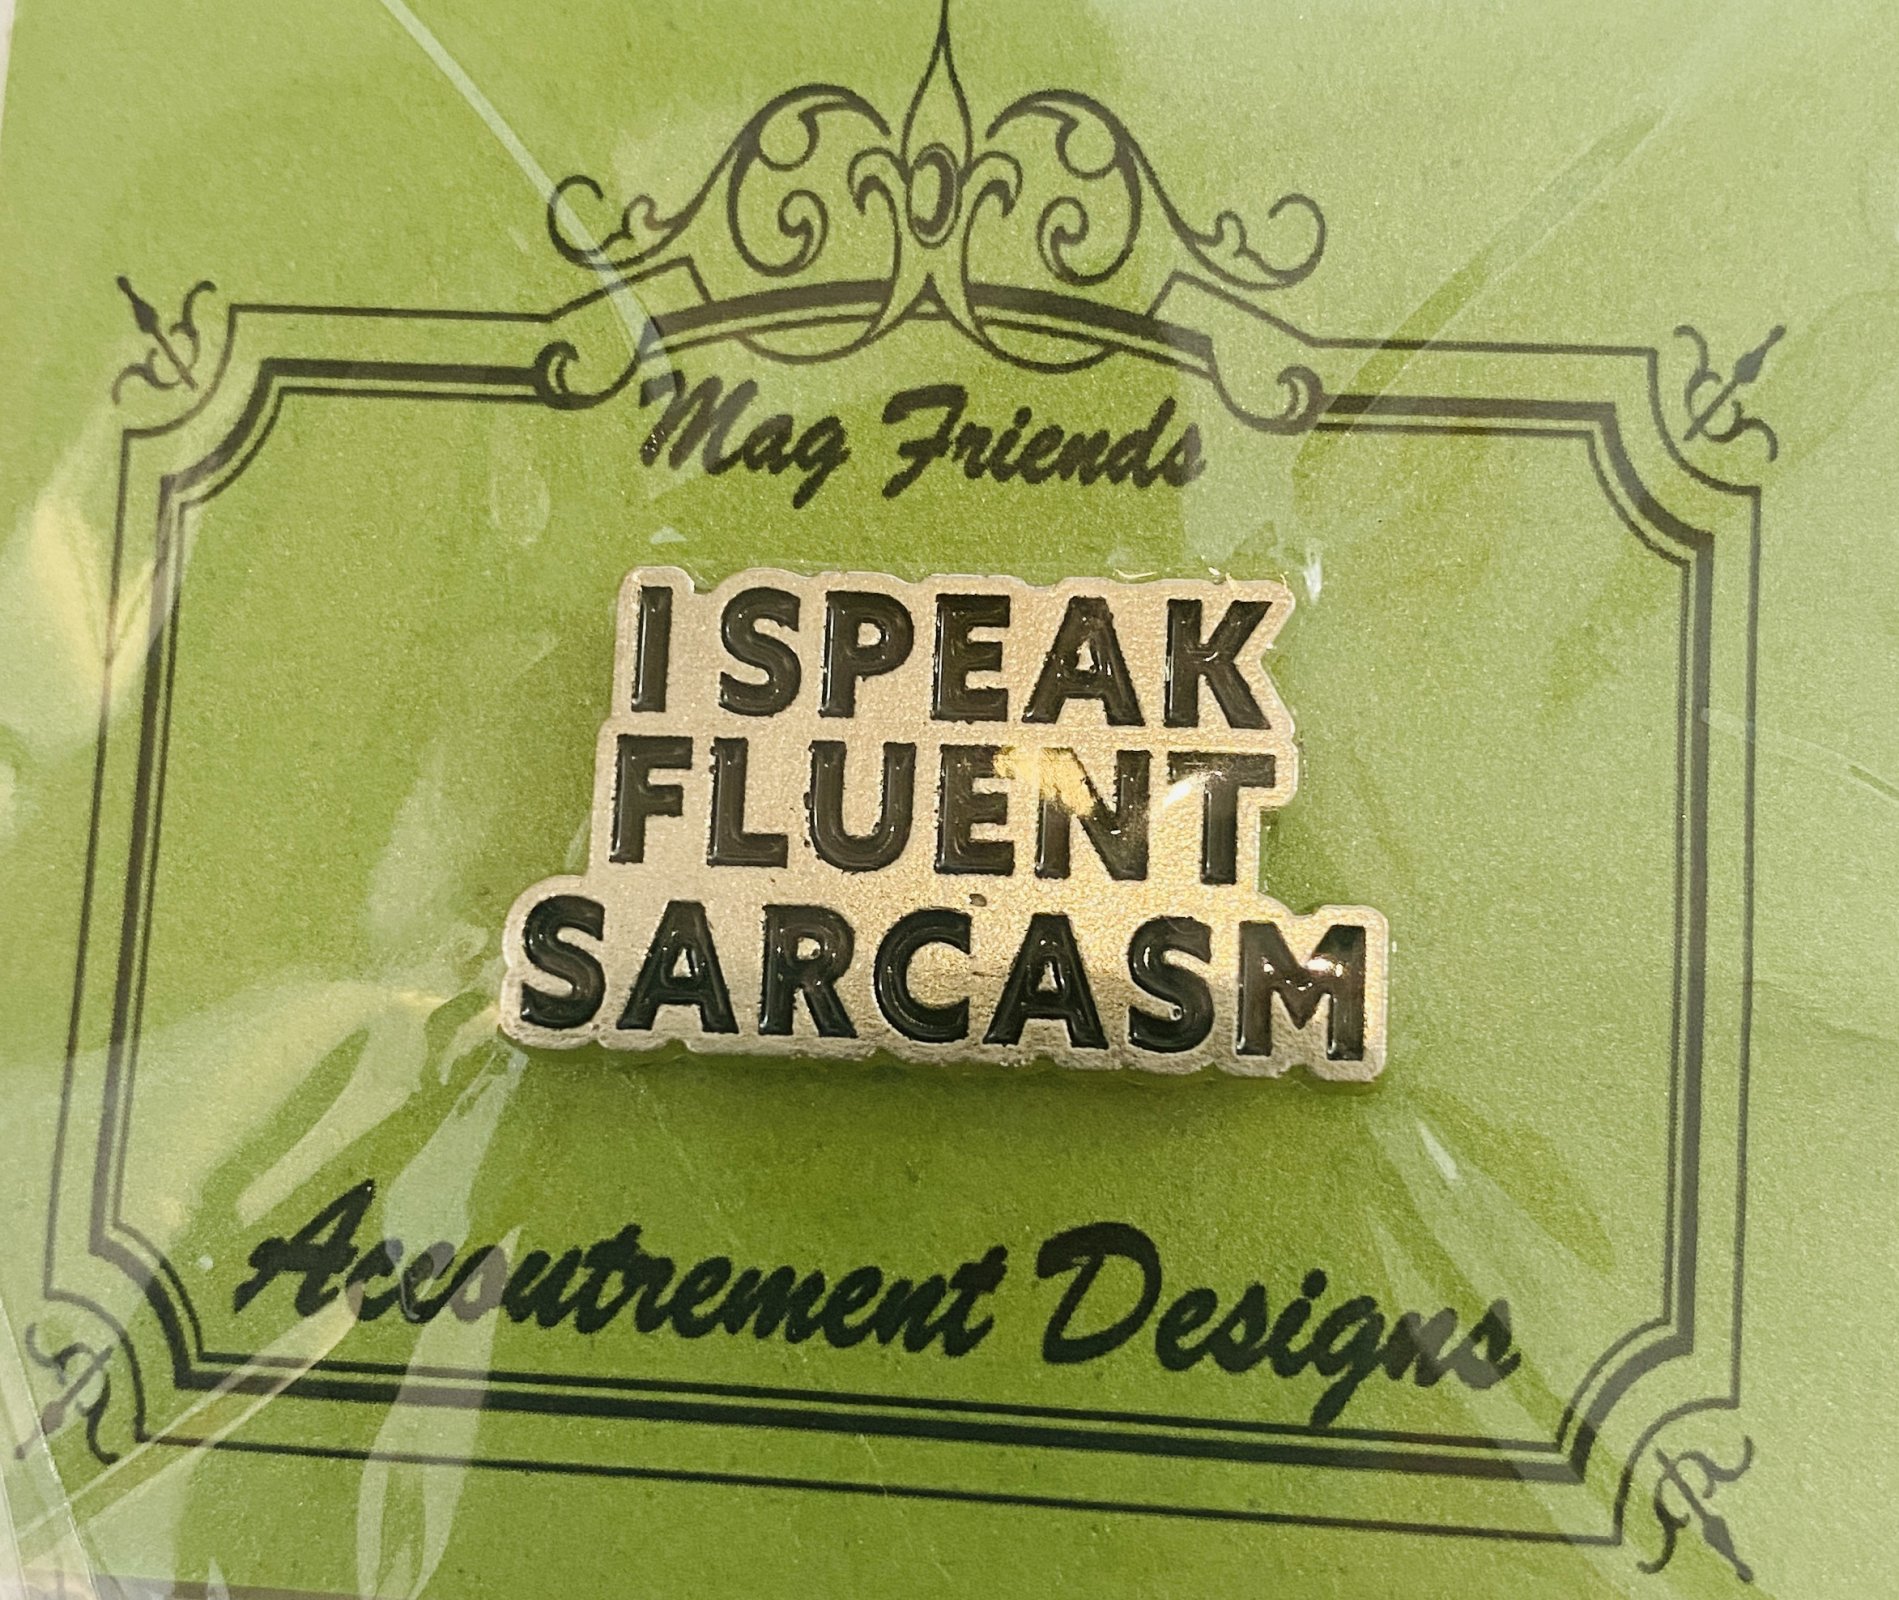 Mag Friends
I SPEAK
FLUENT
SARCASM
Accoutrement Designs